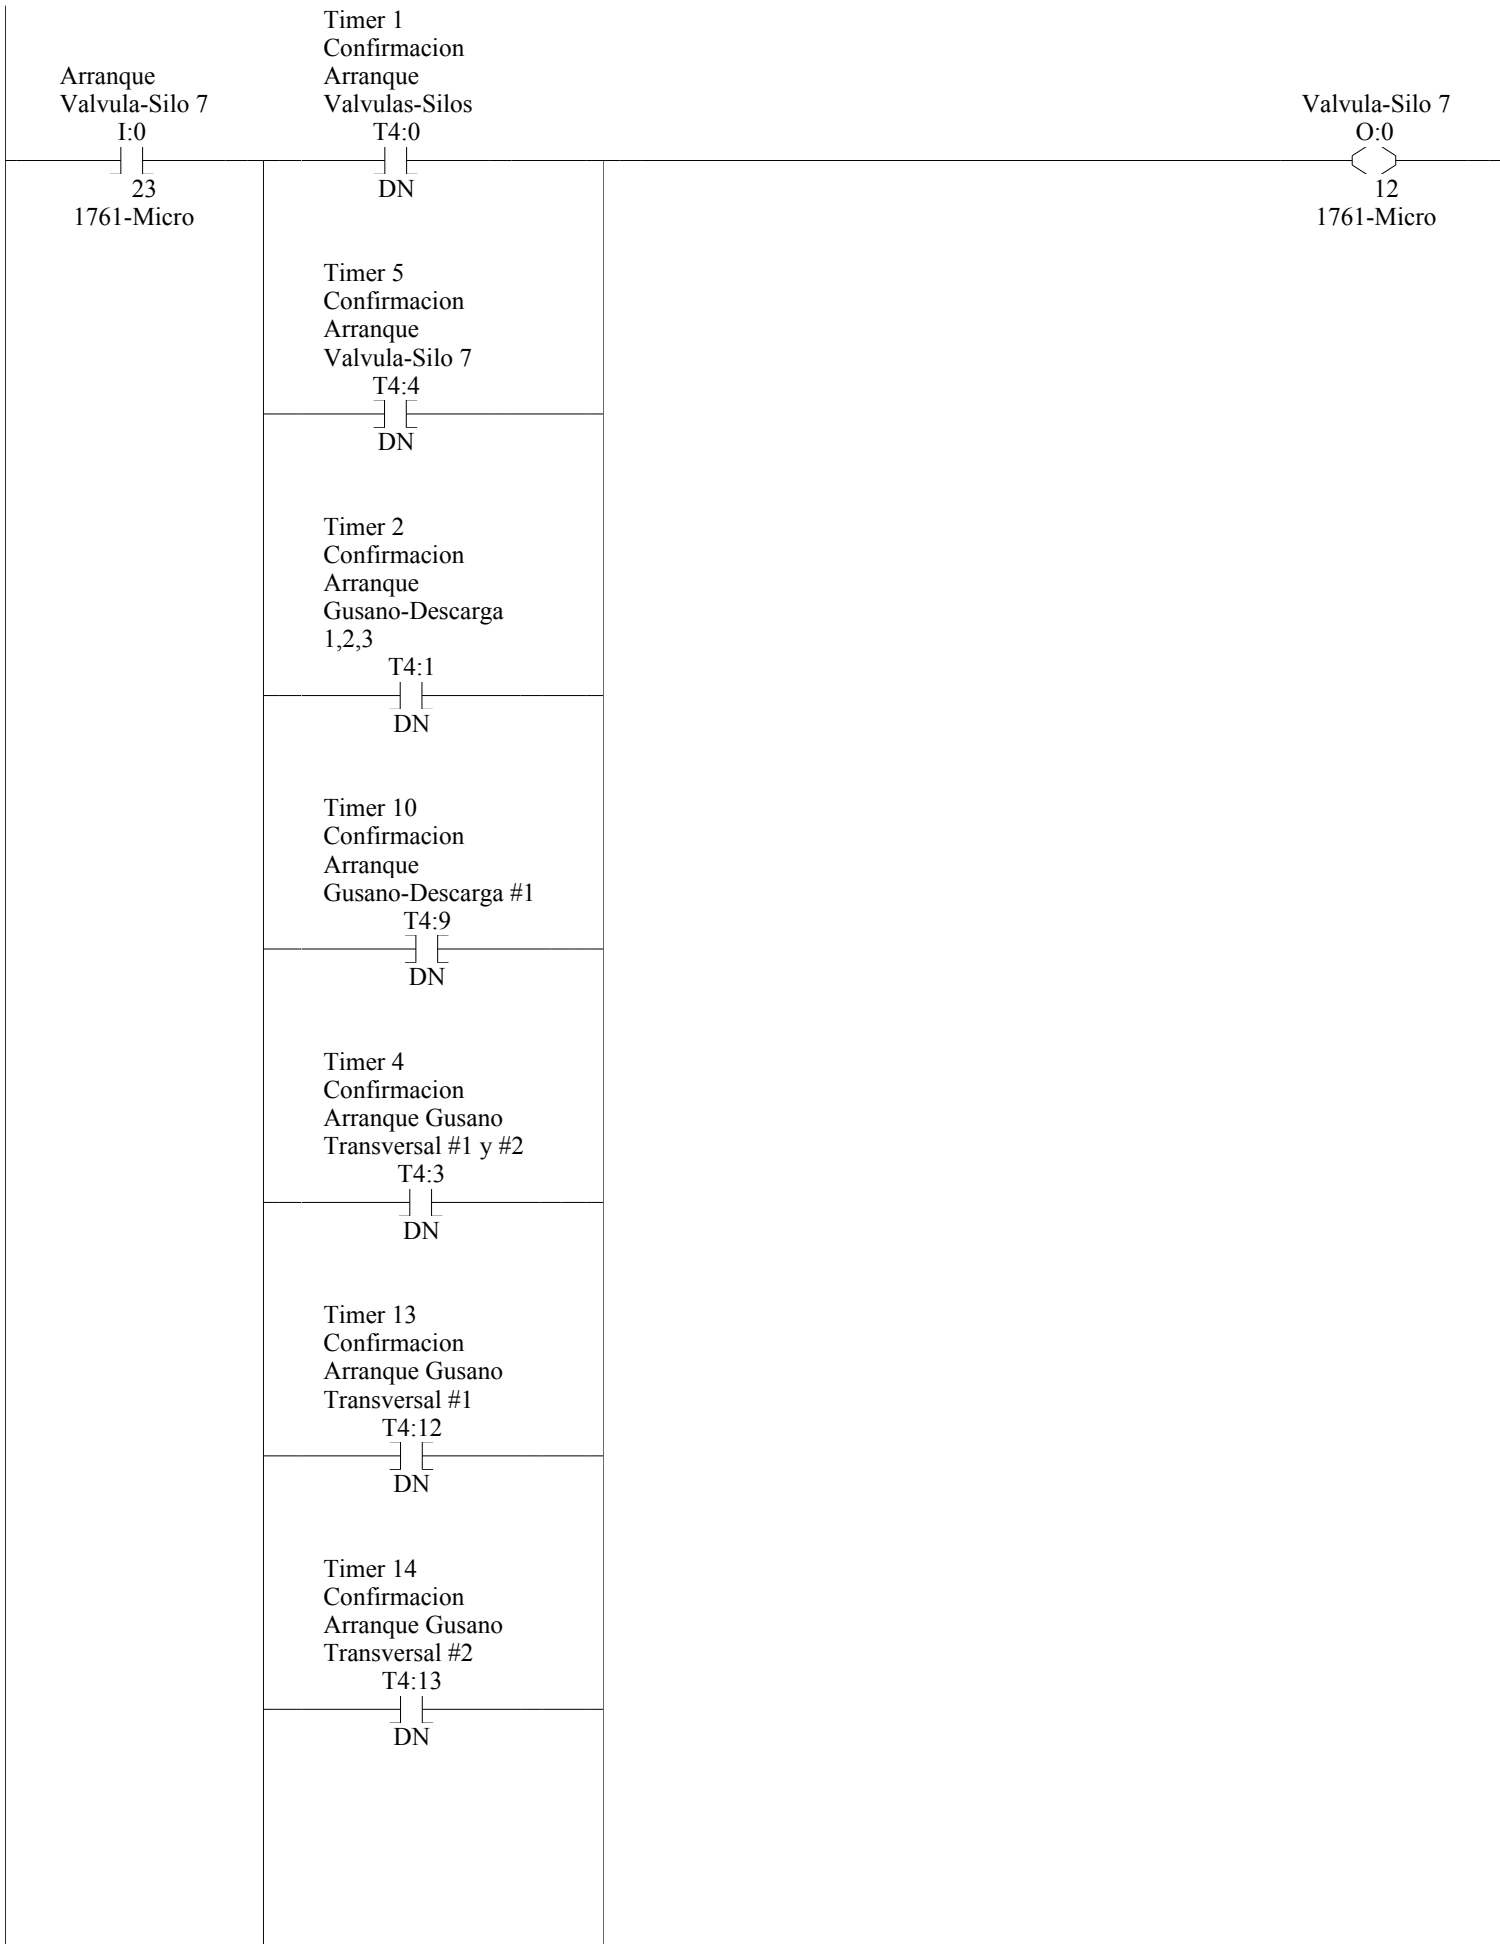 Arranque
Valvula-Silo 7
I:0
23
1761-Micro
Timer 1
Confirmacion
Arranque
Valvulas-Silos
T4:0
DN
Valvula-Silo 7
O:0
12
1761-Micro
Timer 5
Confirmacion
Arranque
Valvula-Silo 7
T4:4
DN
Timer 2
Confirmacion
Arranque
Gusano-Descarga
1,2,3
T4:1
DN
Timer 10
Confirmacion
Arranque
Gusano-Descarga #1
T4:9
DN
Timer 4
Confirmacion
Arranque Gusano
Transversal #1 y #2
T4:3
DN
Timer 13
Confirmacion
Arranque Gusano
Transversal #1
T4:12
DN
Timer 14
Confirmacion
Arranque Gusano
Transversal #2
T4:13
DN